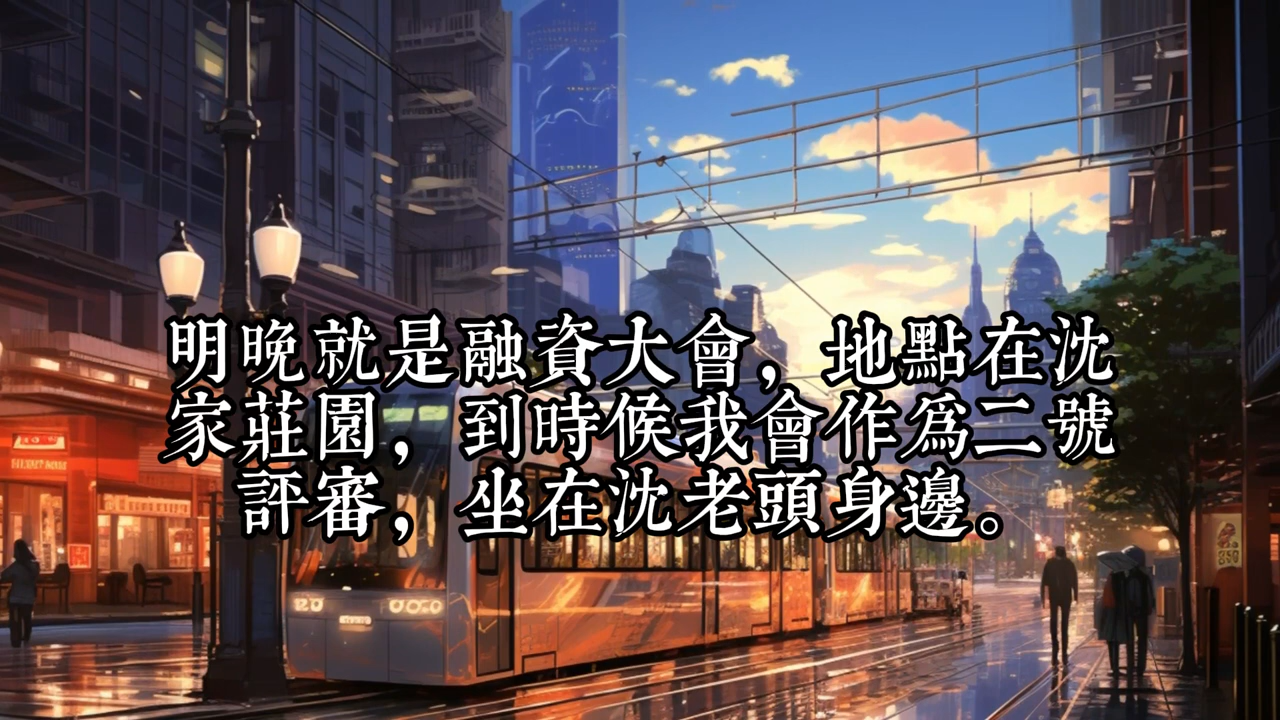 明晚就是融資大會，地點在沈
家莊園，到時候我會作爲二號
評審，坐在沈老頭身邊。